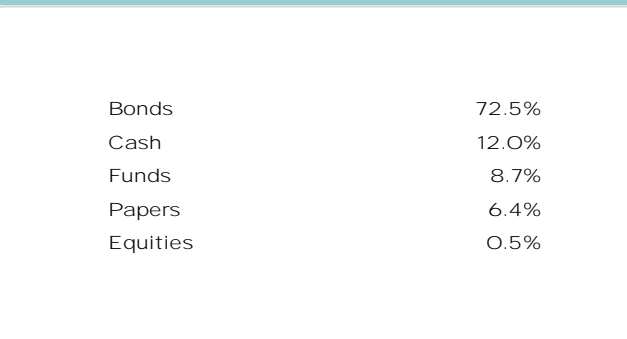 Bonds 72.5%
Cash 12.0%
Funds 8.7%
Papers 6.4%
Equities 0.5%